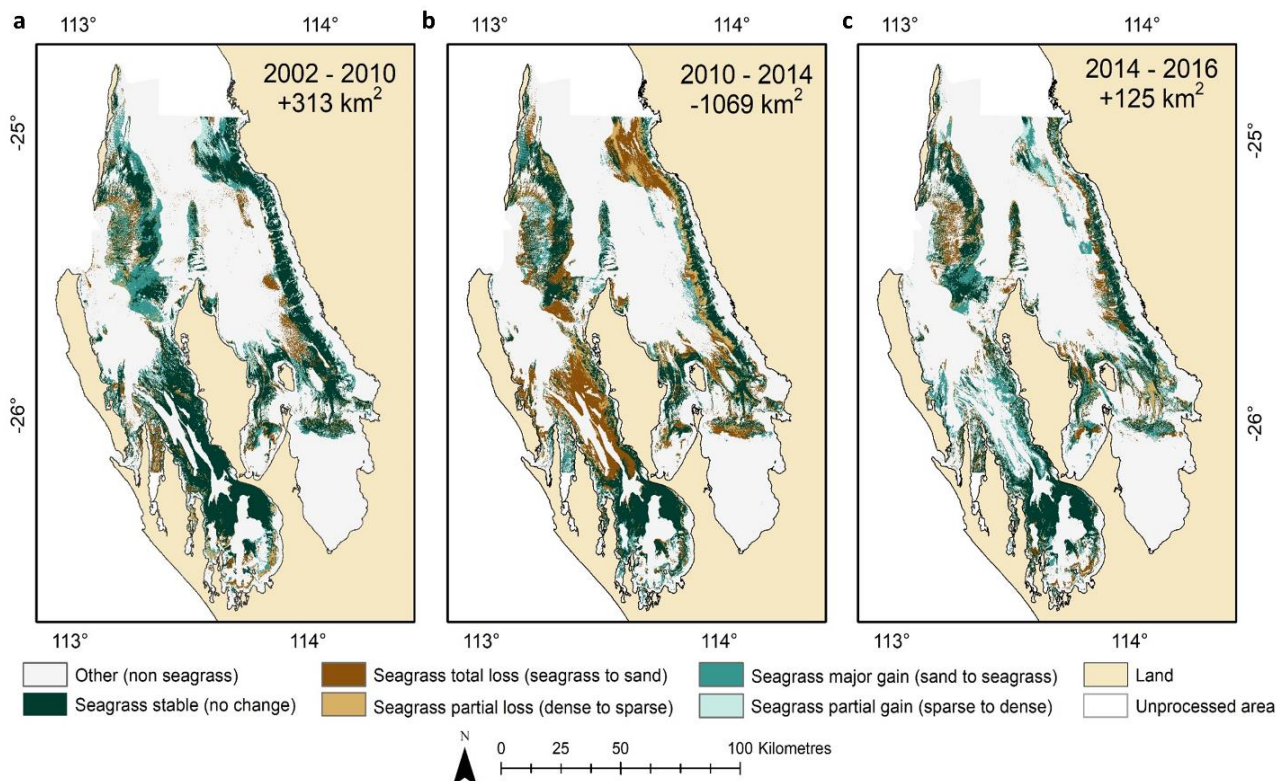 a
113°
114°
b
113°
114°
c
113°
114°
2002 - 2010
+313 km²
2010 - 2014
-1069 km²
2014 - 2016
+125 km²
-25°
-26°
-25°
-26°
113°
114°
113°
114°
113°
114°
Other (non seagrass)
Seagrass total loss (seagrass to sand)
Seagrass major gain (sand to seagrass)
Land
Seagrass stable (no change)
Seagrass partial loss (dense to sparse)
Seagrass partial gain (sparse to dense)
Unprocessed area
N
0 25 50 100 Kilometres